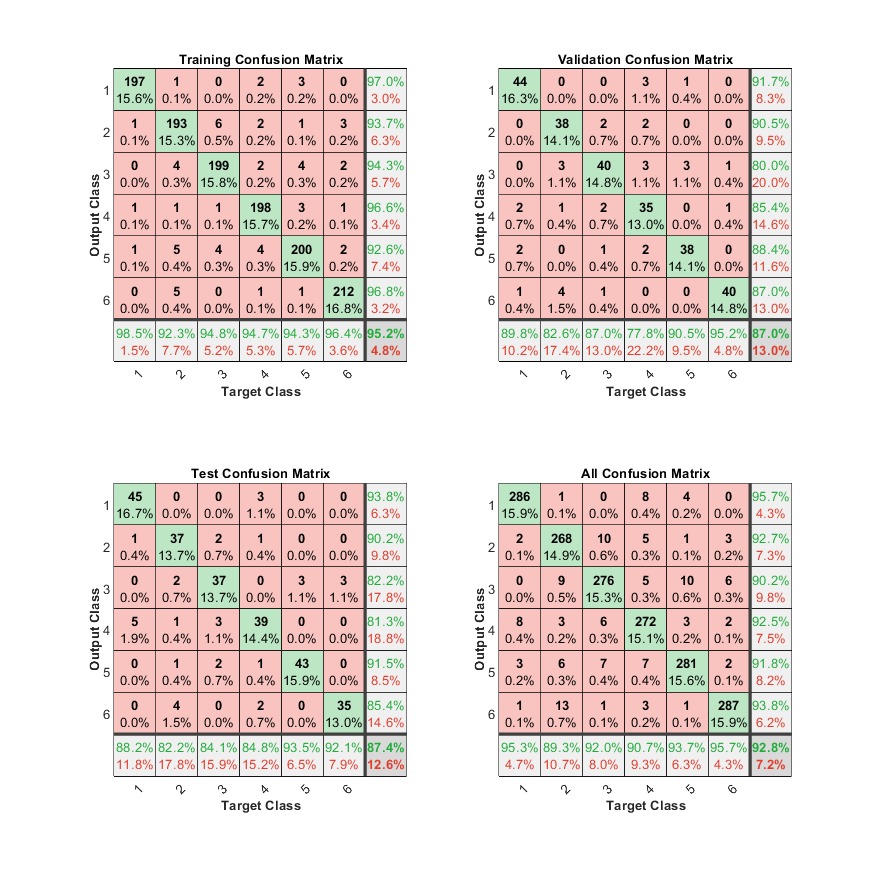 Training Confusion Matrix
197 1 0 2 3 0 97.0%
1
15.6% 0.1% 0.0% 0.2% 0.2% 0.0% 3.0%
1 193 6 2 1 3 93.7%
2
0.1% 15.3% 0.5% 0.2% 0.1% 0.2% 6.3%
0 4 199 2 4 2 94.3%
3
0.0% 0.3% 15.8% 0.2% 0.3% 0.2% 5.7%
1 1 1 198 3 1 96.6%
4
0.1% 0.1% 0.1% 15.7% 0.2% 0.1% 3.4%
1 5 4 4 200 2 92.6%
5
0.1% 0.4% 0.3% 0.3% 15.9% 0.2% 7.4%
0 5 0 1 1 212 96.8%
6
0.0% 0.4% 0.0% 0.1% 0.1% 16.8% 3.2%
98.5% 92.3% 94.8% 94.7% 94.3% 96.4% 95.2%
1.5% 7.7% 5.2% 5.3% 5.7% 3.6% 4.8%
1 2 3 4 5 6
Target Class
Output Class
Validation Confusion Matrix
44 0 0 3 1 0 91.7%
1
16.3% 0.0% 0.0% 1.1% 0.4% 0.0% 8.3%
0 38 2 2 0 0 90.5%
2
0.0% 14.1% 0.7% 0.7% 0.0% 0.0% 9.5%
0 3 40 3 3 1 80.0%
3
0.0% 1.1% 14.8% 1.1% 1.1% 0.4% 20.0%
2 1 2 35 0 1 85.4%
4
0.7% 0.4% 0.7% 13.0% 0.0% 0.4% 14.6%
2 0 1 2 38 0 88.4%
5
0.7% 0.0% 0.4% 0.7% 14.1% 0.0% 11.6%
1 4 1 0 0 40 87.0%
6
0.4% 1.5% 0.4% 0.0% 0.0% 14.8% 13.0%
89.8% 82.6% 87.0% 77.8% 90.5% 95.2% 87.0%
10.2% 17.4% 13.0% 22.2% 9.5% 4.8% 13.0%
1 2 3 4 5 6
Target Class
Output Class
Test Confusion Matrix
45 0 0 3 0 0 93.8%
1
16.7% 0.0% 0.0% 1.1% 0.0% 0.0% 6.3%
1 37 2 1 0 0 90.2%
2
0.4% 13.7% 0.7% 0.4% 0.0% 0.0% 9.8%
0 2 37 0 3 3 82.2%
3
0.0% 0.7% 13.7% 0.0% 1.1% 1.1% 17.8%
5 1 3 39 0 0 81.3%
4
1.9% 0.4% 1.1% 14.4% 0.0% 0.0% 18.8%
0 1 2 1 43 0 91.5%
5
0.0% 0.4% 0.7% 0.4% 15.9% 0.0% 8.5%
0 4 0 2 0 35 85.4%
6
0.0% 1.5% 0.0% 0.7% 0.0% 13.0% 14.6%
88.2% 82.2% 84.1% 84.8% 93.5% 92.1% 87.4%
11.8% 17.8% 15.9% 15.2% 6.5% 7.9% 12.6%
1 2 3 4 5 6
Target Class
Output Class
All Confusion Matrix
286 1 0 8 4 0 95.7%
1
15.9% 0.1% 0.0% 0.4% 0.2% 0.0% 4.3%
2 268 10 5 1 3 92.7%
2
0.1% 14.9% 0.6% 0.3% 0.1% 0.2% 7.3%
0 9 276 5 10 6 90.2%
3
0.0% 0.5% 15.3% 0.3% 0.6% 0.3% 9.8%
8 3 6 272 3 2 92.5%
4
0.4% 0.2% 0.3% 15.1% 0.2% 0.1% 7.5%
3 6 7 7 281 2 91.8%
5
0.2% 0.3% 0.4% 0.4% 15.6% 0.1% 8.2%
1 13 1 3 1 287 93.8%
6
0.1% 0.7% 0.1% 0.2% 0.1% 15.9% 6.2%
95.3% 89.3% 92.0% 90.7% 93.7% 95.7% 92.8%
4.7% 10.7% 8.0% 9.3% 6.3% 4.3% 7.2%
1 2 3 4 5 6
Target Class
Output Class